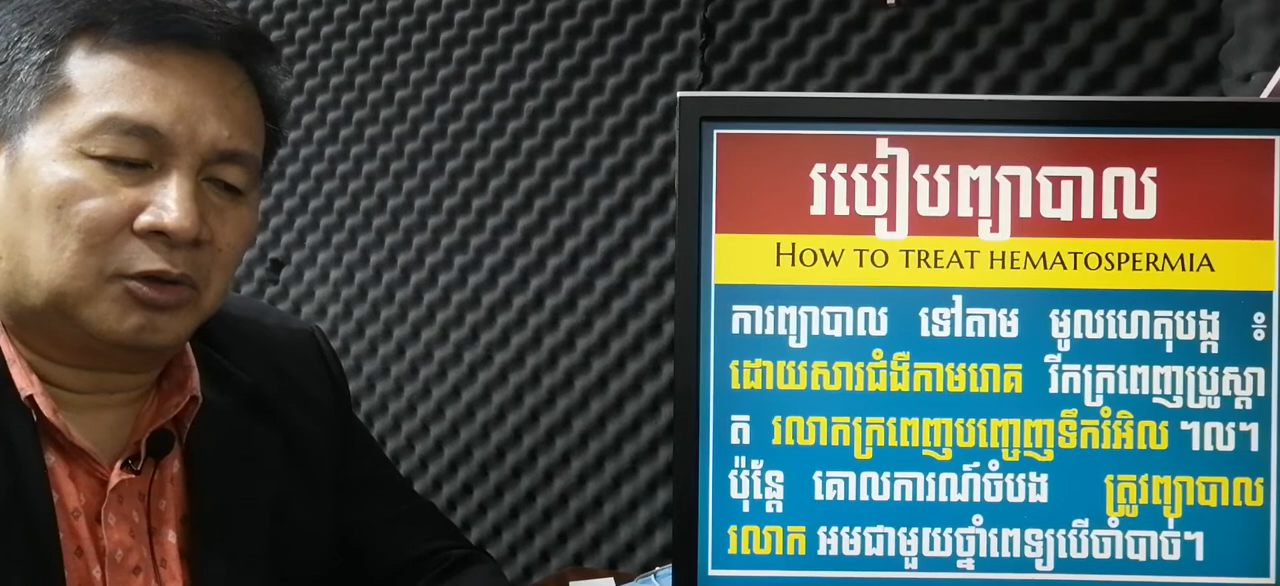 របៀបព្យាបាល
HOW TO TREAT HEMATOSPERMIA
ការព្យាបាល ទៅតាម មូលហេតុបង្ក ៖
ដោយសារជំងឺកាមរោគ រីកក្រពេញប្រូស្តា
ត រលាកក្រពេញបញ្ចេញទឹករំអិល ។ល។
ប៉ុន្តែ គោលការណ៍ចំបង ត្រូវព្យាបាល
រលាក អមជាមួយថ្នាំពេទ្យបើចាំបាច់។